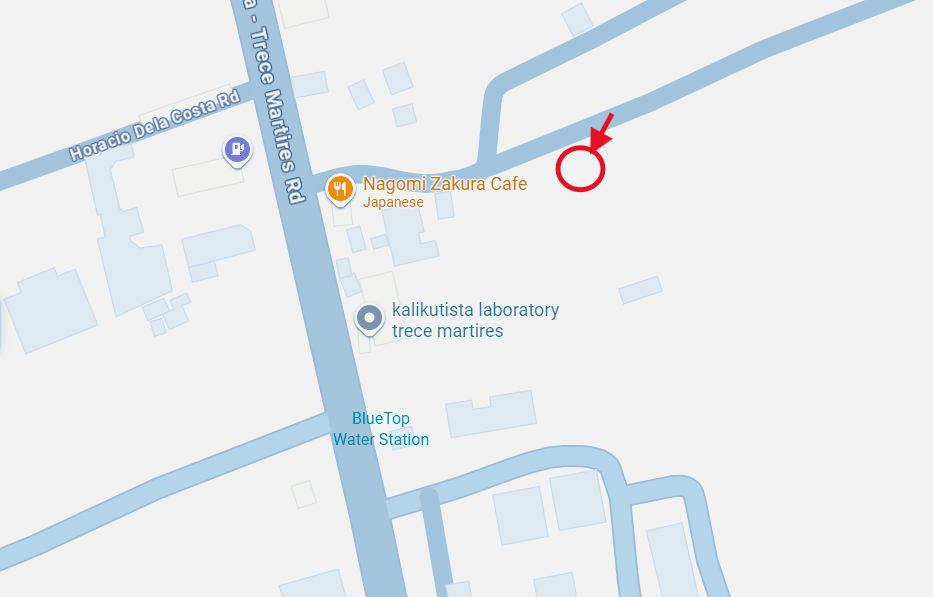 a - Trece Martires Rd
Horacio Dela Costa Rd
Nagomi Zakura Cafe
Japanese
kalikutista laboratory
trece martires
BlueTop
Water Station